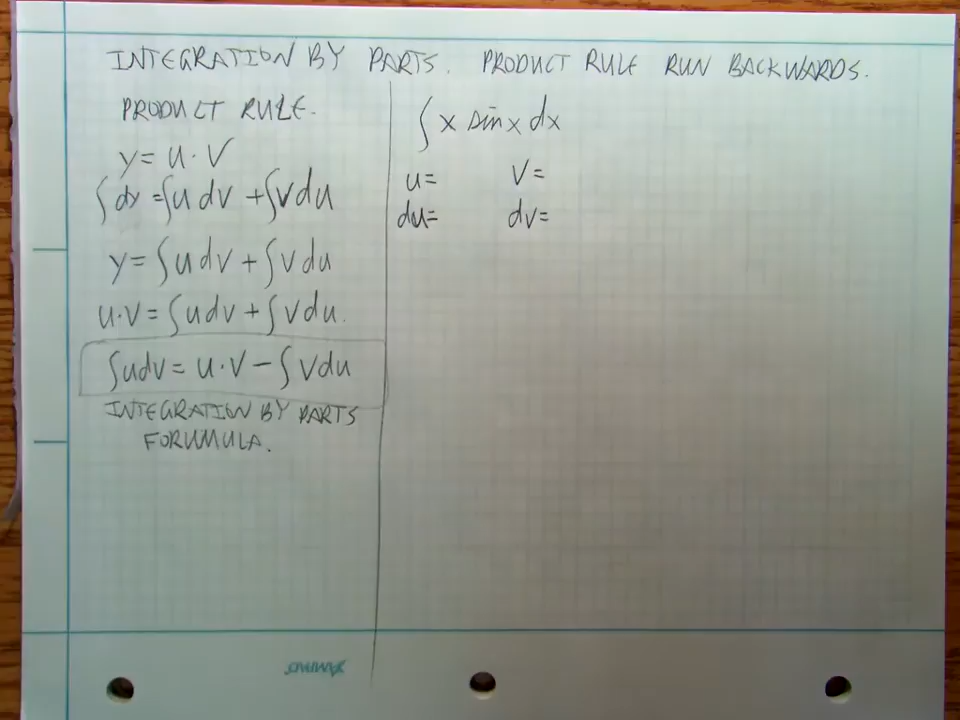 INTEGRATION BY PARTS. PRODUCT RULE RUN BACKWARDS.
PRODUCT RULE.
y = u · v
∫ dy = ∫ u dv + ∫ v du
y = ∫ u dv + ∫ v du
u · v = ∫ u dv + ∫ v du.
∫ u dv = u · v − ∫ v du
INTEGRATION BY PARTS
FORUMULA.
∫ x sin x dx
u= v=
du= dv=